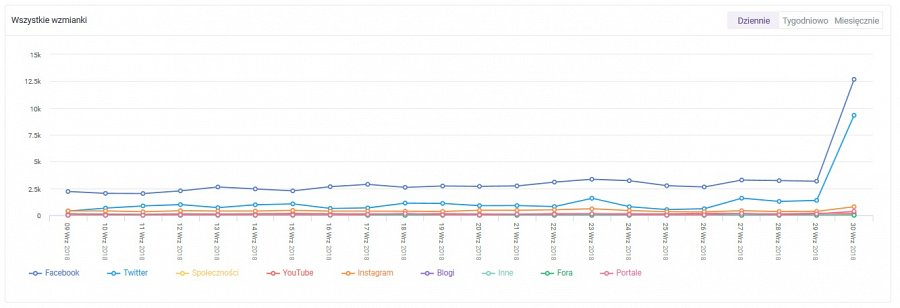 Wszystkie wzmianki
Dziennie Tygodniowo Miesięcznie
15k
12.5k
10k
7.5k
5k
2.5k
0
09 Wrz 2018
10 Wrz 2018
11 Wrz 2018
12 Wrz 2018
13 Wrz 2018
14 Wrz 2018
15 Wrz 2018
16 Wrz 2018
17 Wrz 2018
18 Wrz 2018
19 Wrz 2018
20 Wrz 2018
21 Wrz 2018
22 Wrz 2018
23 Wrz 2018
24 Wrz 2018
25 Wrz 2018
26 Wrz 2018
27 Wrz 2018
28 Wrz 2018
29 Wrz 2018
30 Wrz 2018
Facebook Twitter Społeczności YouTube Instagram Blogi Inne Fora Portale